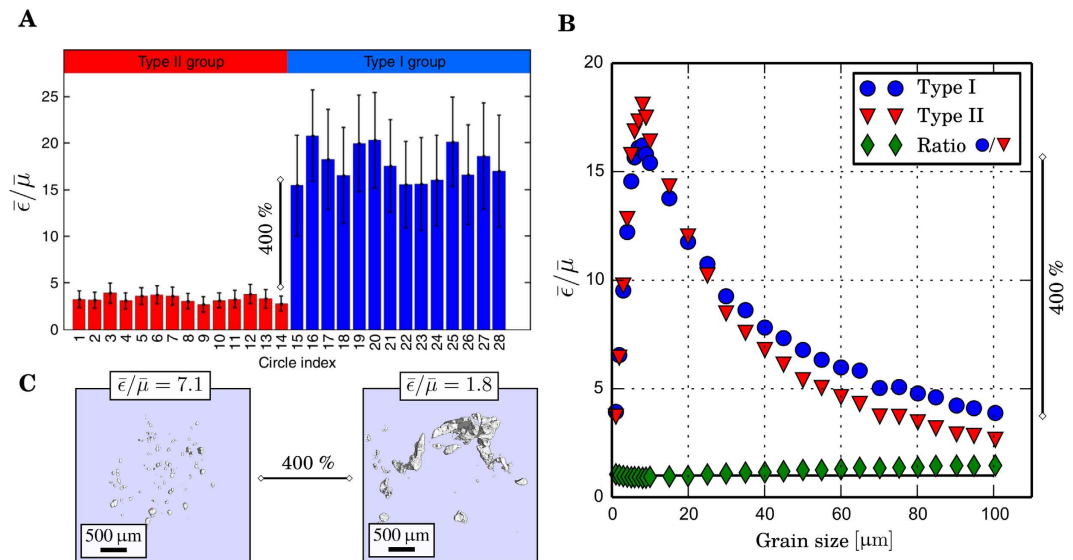 A
Type II group
Type I group
25
20
15
10
5
0
ε̅/μ̅
400 %
1 2 3 4 5 6 7 8 9 10 11 12 13 14 15 16 17 18 19 20 21 22 23 24 25 26 27 28
Circle index
B
20
15
10
5
0
ε̅/μ̅
Type I
Type II
Ratio /
400 %
0 20 40 60 80 100
Grain size [μm]
C
ε̅/μ̅ = 7.1
500 μm
400 %
ε̅/μ̅ = 1.8
500 μm